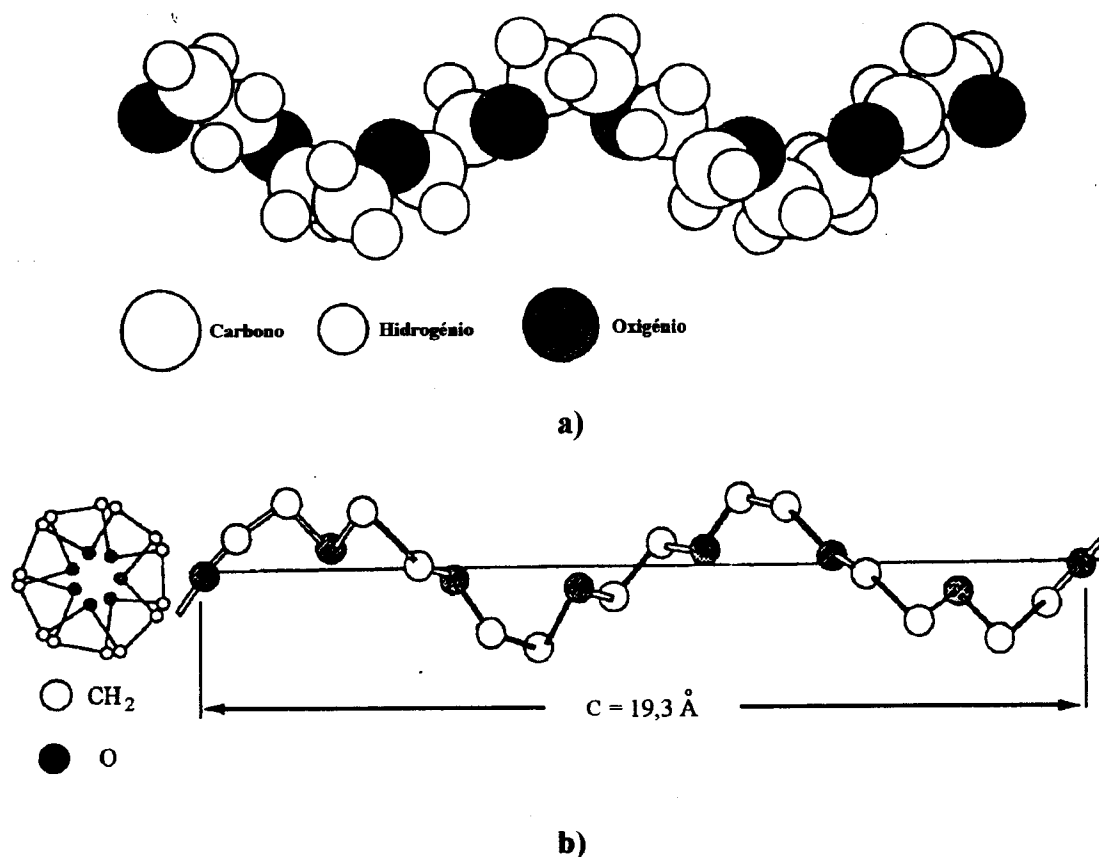 Carbono Hidrogénio Oxigénio
a)
CH₂
C = 19,3 Å
O
b)